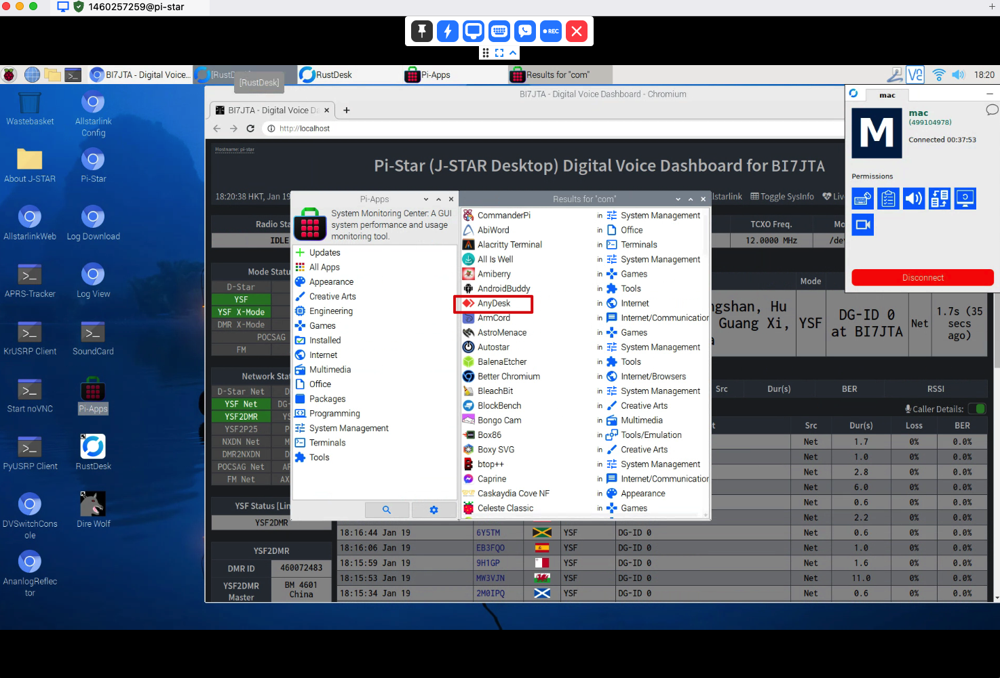 1460257259@pi-star
REC
BI7JTA - Digital Voice...
[RustDesk]
RustDesk
Pi-Apps
Results for "com"
18:20
[RustDesk]
BI7JTA - Digital Voice Dashboard - Chromium
BI7JTA - Digital Voice Da
http://localhost
Hostname: pi-star
Pi-Star (J-STAR Desktop) Digital Voice Dashboard for BI7JTA
18:20:38 HKT, Jan 19
Allstarlink
Toggle SysInfo
Live
Wastebasket
Allstarlink Config
About J-STAR
Pi-Star
AllstarlinkWeb
Log Download
APRS-Tracker
Log View
KrUSRP Client
SoundCard
Start noVNC
Pi-Apps
PyUSRP Client
RustDesk
DVSwitchCons
ole
Dire Wolf
AnanlogReflec
tor
mac
M
mac
(499104978)
Connected 00:37:53
Permissions
Disconnect
Radio Sta
IDLE
TCXO Freq.
12.0000 MHz
Mo
/de
Mode Statu
D-Star
YSF
YSF X-Mode
DMR X-Mode
POCSAG
FM
Network Stat
D-Star Net
YSF Net
DG-
YSF2DMR
YS
YSF2P25
P
NXDN Net
M
DMR2NXDN
D
POCSAG Net
AP
FM Net
AX
YSF Status [Lin
YSF2DMR
YSF2DMR
DMR ID
460072483
YSF2DMR
Master
BM 4601
China
Pi-Apps
System Monitoring Center: A GUI
system performance and usage
monitoring tool.
Updates
All Apps
Appearance
Creative Arts
Engineering
Games
Installed
Internet
Multimedia
Office
Packages
Programming
System Management
Terminals
Tools
Results for "com"
CommanderPi in System Management
AbiWord in Office
Alacritty Terminal in Terminals
All Is Well in System Management
Amiberry in Games
AndroidBuddy in Tools
AnyDesk in Internet
ArmCord in Internet/Communication
AstroMenace in Games
Autostar in System Management
BalenaEtcher in Tools
Better Chromium in Internet/Browsers
BleachBit in System Management
BlockBench in Creative Arts
Bongo Cam in Multimedia
Box86 in Tools/Emulation
Boxy SVG in Creative Arts
btop++ in System Management
Caprine in Internet/Communication
Caskaydia Cove NF in Appearance
Celeste Classic in Games
Mode
ngshan, Hu
Guang Xi,
a
YSF
DG-ID 0
at BI7JTA
Net
1.7s (35
secs
ago)
Src Dur(s) BER RSSI
Caller Details:
t Src Dur(s) Loss BER
Net 1.7 0% 0.0%
Net 1.0 0% 0.0%
Net 2.8 0% 0.0%
Net 6.0 0% 0.0%
Net 0.6 0% 0.0%
Net 2.2 0% 0.0%
18:16:44 Jan 19 6Y5TM YSF DG-ID 0 Net 0.6 0% 0.0%
18:16:06 Jan 19 EB3FQO YSF DG-ID 0 Net 1.0 0% 0.0%
18:15:59 Jan 19 9H1GP YSF DG-ID 0 Net 1.6 0% 0.0%
18:15:53 Jan 19 MW3VJN YSF DG-ID 0 Net 11.0 0% 0.0%
18:15:34 Jan 19 2M0IPQ YSF DG-ID 0 Net 0.6 0% 0.0%